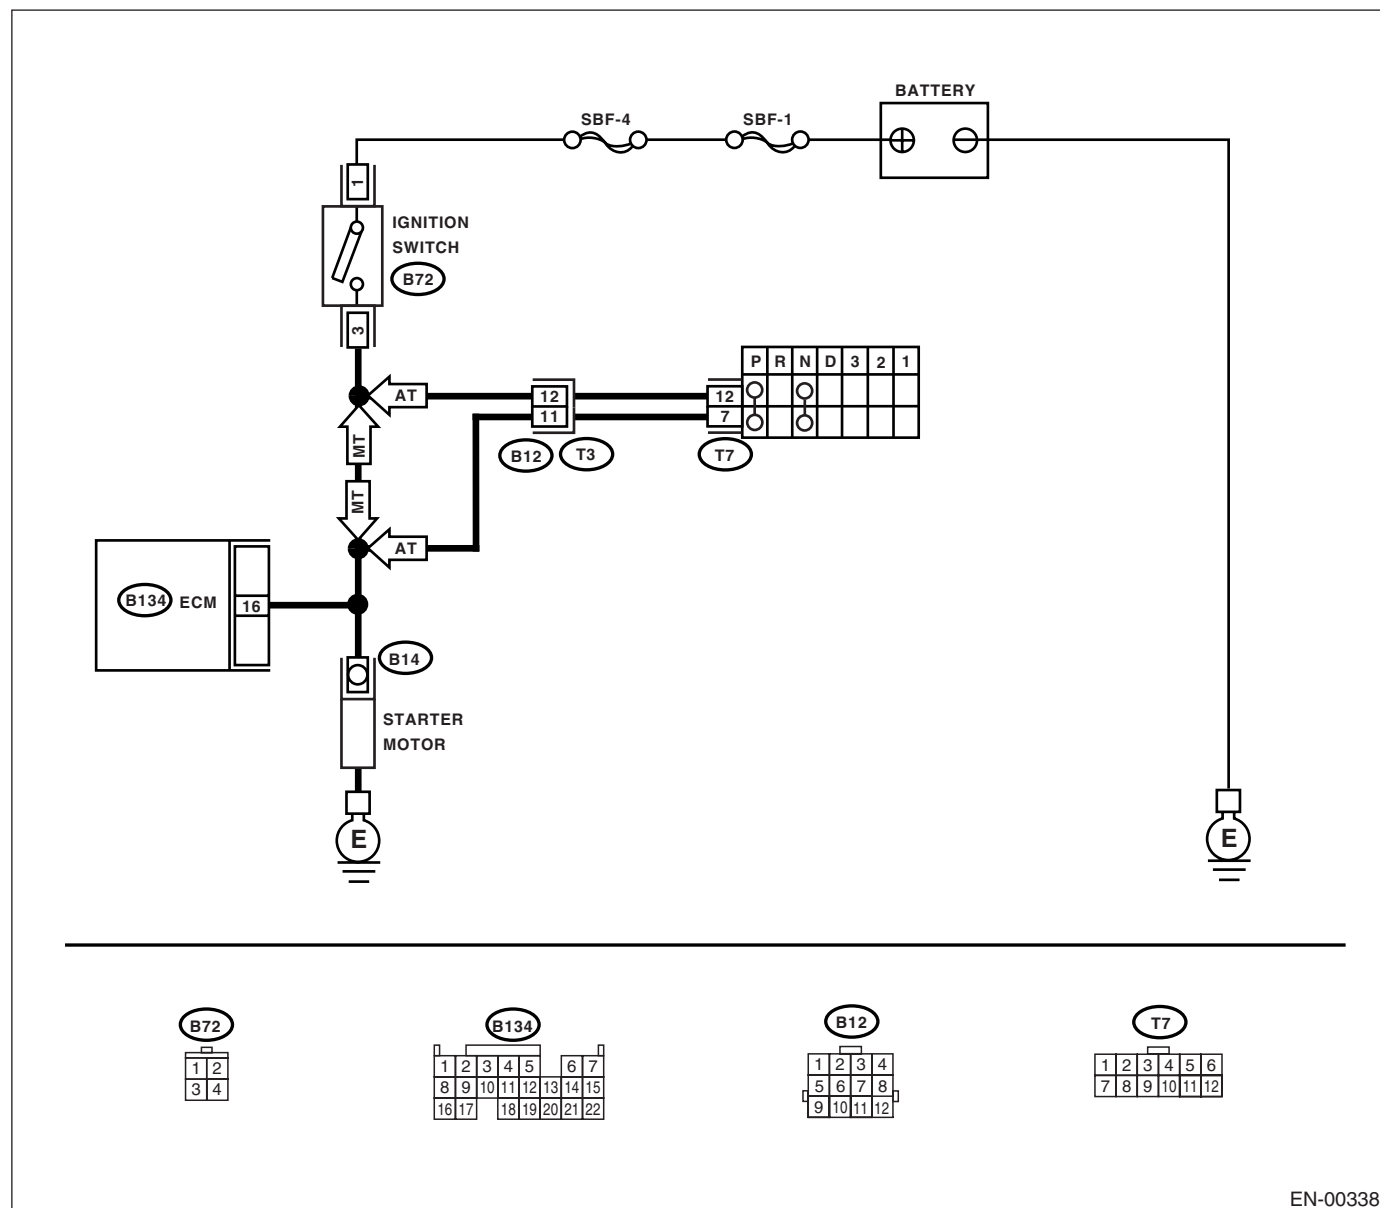 BATTERY
SBF-4
SBF-1
1
IGNITION
SWITCH
B72
3
P R N D 3 2 1
AT
12
12
11
7
MT
B12
T3
T7
MT
AT
B134 ECM
16
B14
STARTER
MOTOR
E
E
B72
1 2
3 4
B134
1 2 3 4 5 6 7
8 9 10 11 12 13 14 15
16 17 18 19 20 21 22
B12
1 2 3 4
5 6 7 8
9 10 11 12
T7
1 2 3 4 5 6
7 8 9 10 11 12
EN-00338